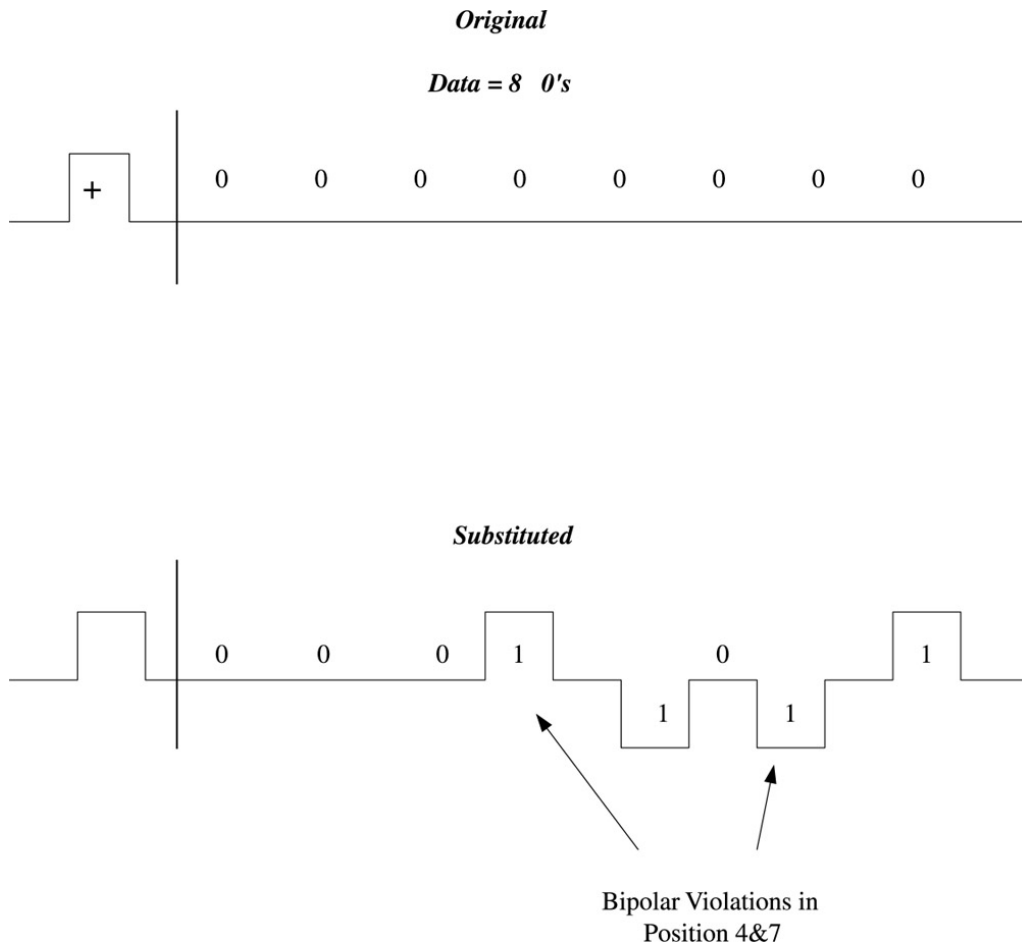 Original
Data = 8 0's
+ 0 0 0 0 0 0 0 0
Substituted
0 0 0 1 0 1
1 1
Bipolar Violations in
Position 4&7